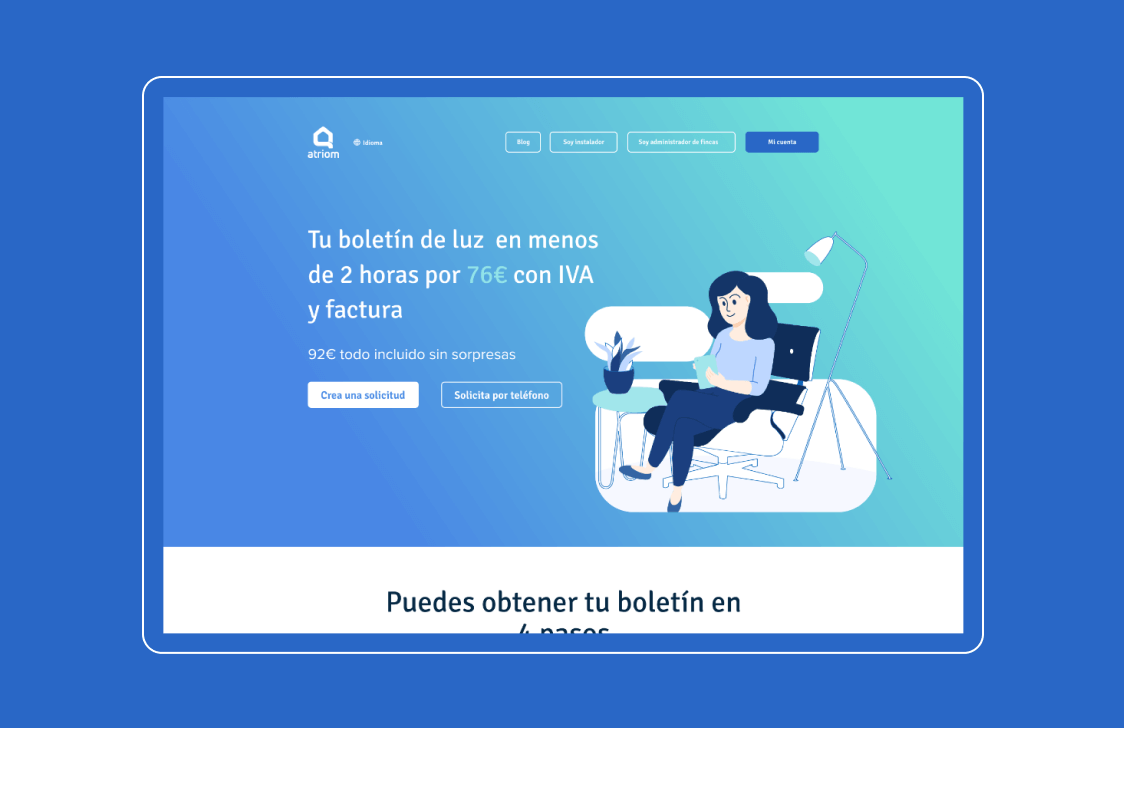 atriom
Idioma
Blog
Soy instalador
Soy administrador de fincas
Mi cuenta
Tu boletín de luz en menos
de 2 horas por 76€ con IVA
y factura
92€ todo incluido sin sorpresas
Crea una solicitud
Solicita por teléfono
Puedes obtener tu boletín en
4 pasos